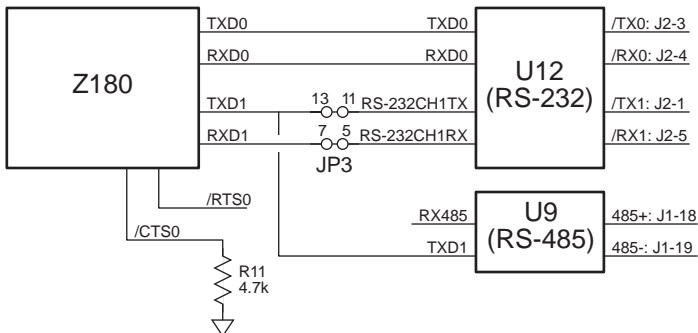 TXD0 TXD0 /TX0: J2-3
RXD0 RXD0 /RX0: J2-4
Z180
U12
(RS-232)
TXD1 13 11 RS-232CH1TX /TX1: J2-1
RXD1 7 5 RS-232CH1RX /RX1: J2-5
JP3
/RTS0
/CTS0
RX485 U9 485+: J1-18
TXD1 (RS-485) 485-: J1-19
R11
4.7k